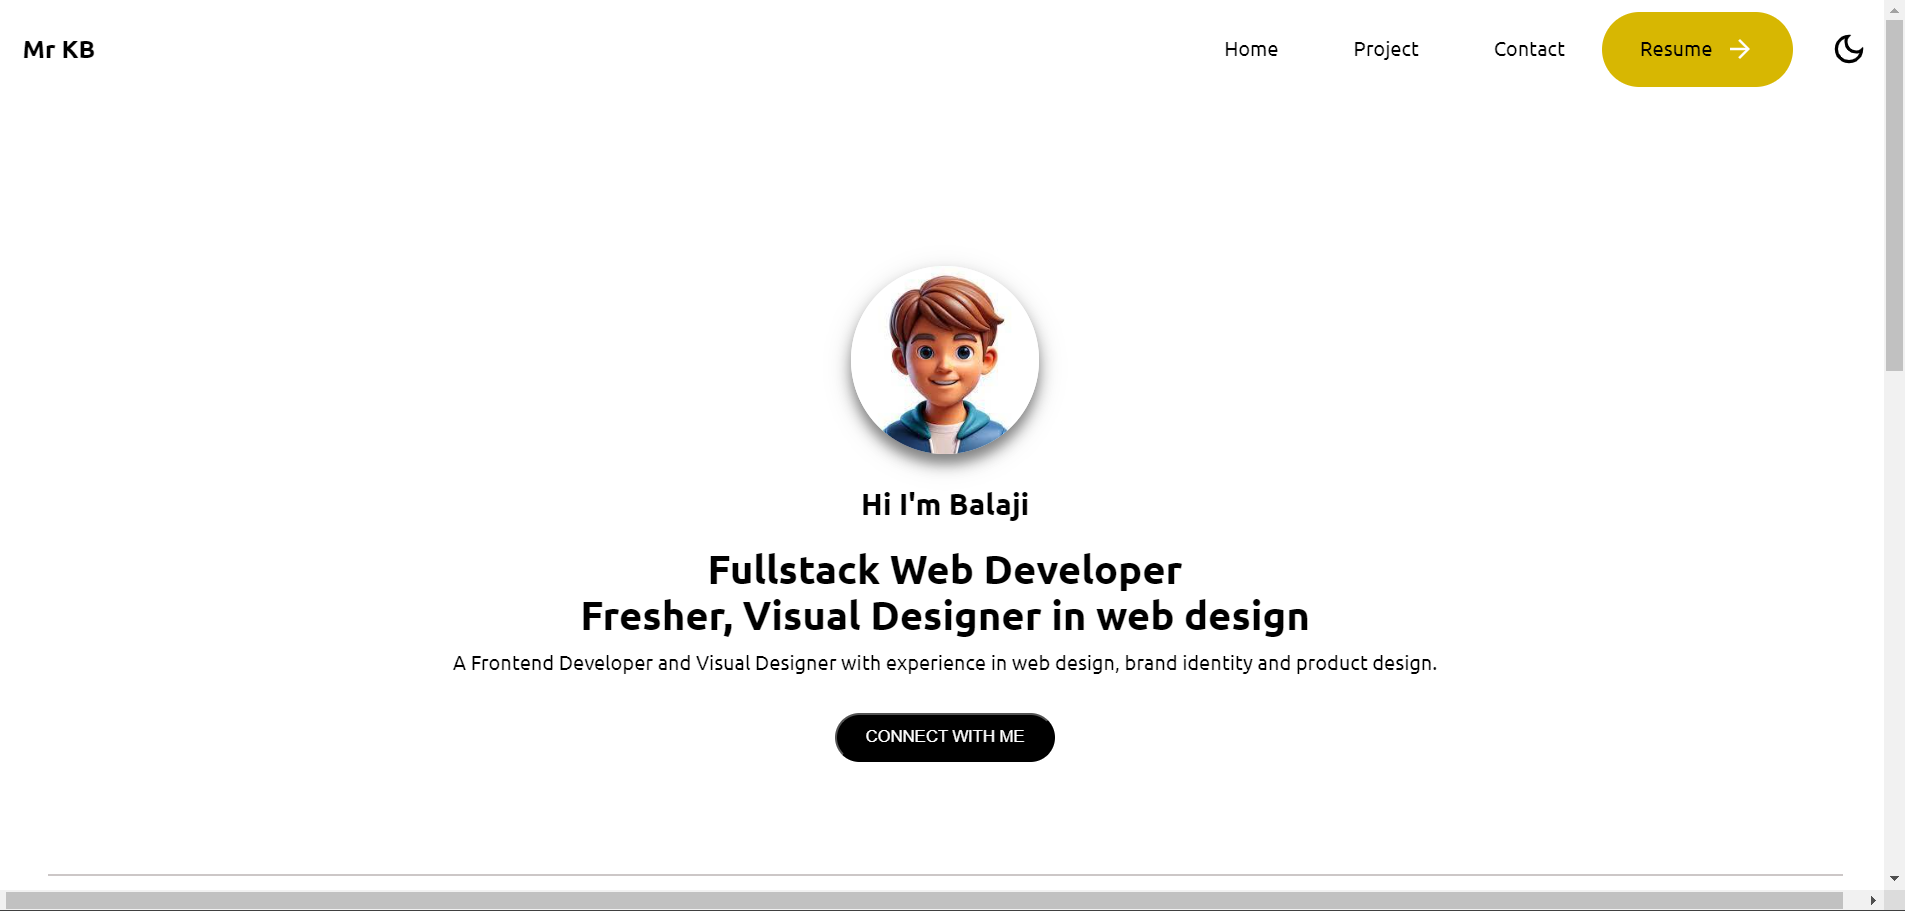 Mr KB
Home
Project
Contact
Resume
Hi I'm Balaji
Fullstack Web Developer
Fresher, Visual Designer in web design
A Frontend Developer and Visual Designer with experience in web design, brand identity and product design.
CONNECT WITH ME